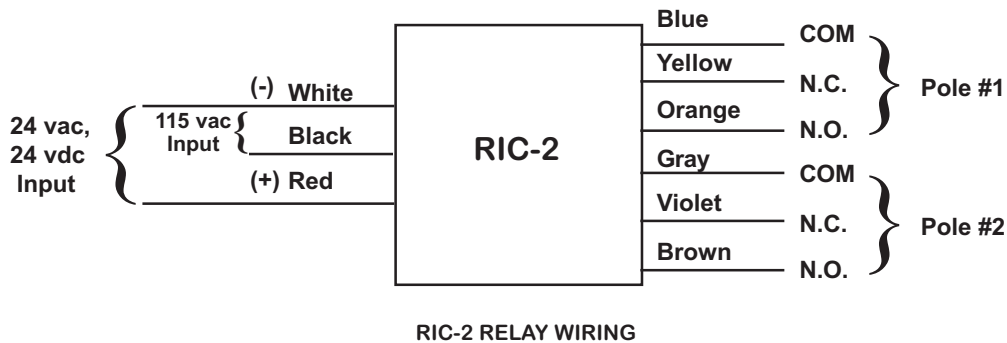 24 vac,
24 vdc
Input
(-) White
115 vac
Input
Black
(+) Red
RIC-2
Blue
COM
Yellow
N.C.
Orange
N.O.
Pole #1
Gray
COM
Violet
N.C.
Brown
N.O.
Pole #2
RIC-2 RELAY WIRING